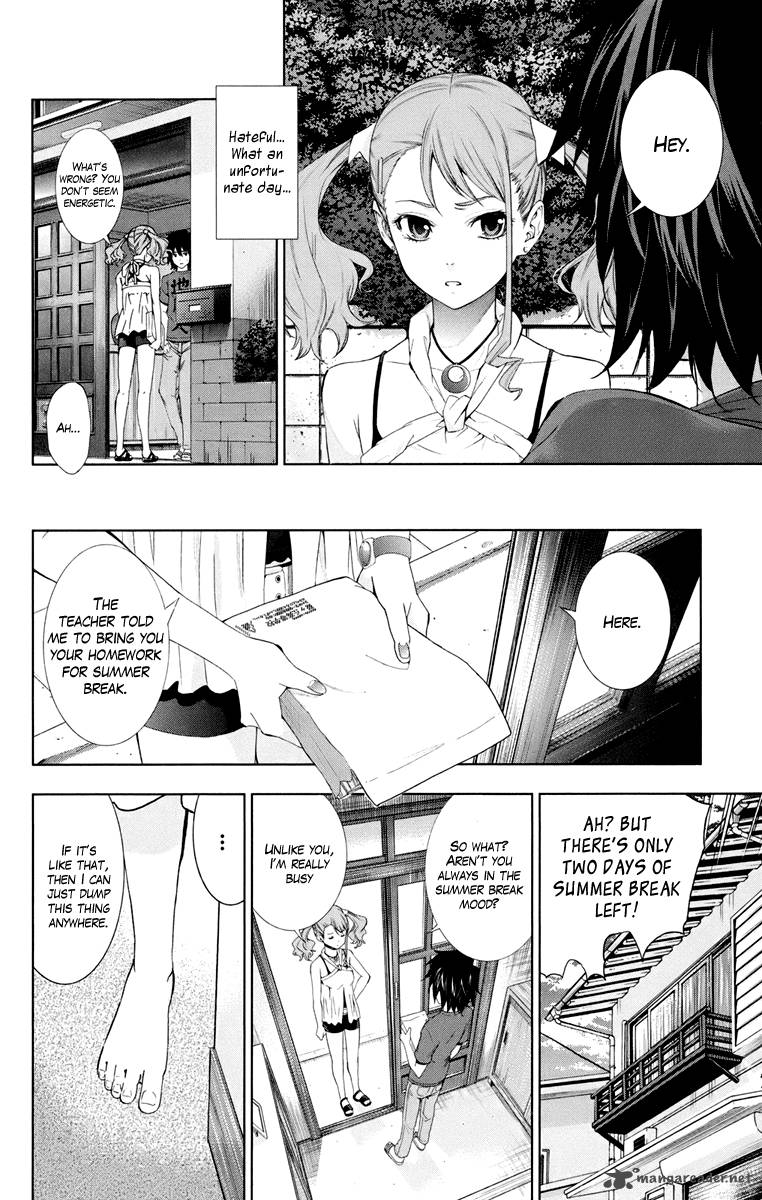 HEY.
Hateful...
What an
unfortu-
nate day...
WHAT'S
WRONG? YOU
DON'T SEEM
ENERGETIC.
AH...
HERE.
THE
TEACHER TOLD
ME TO BRING YOU
YOUR HOMEWORK
FOR SUMMER
BREAK.
AH? BUT
THERE'S ONLY
TWO DAYS OF
SUMMER BREAK
LEFT!
SO WHAT?
AREN'T YOU
ALWAYS IN THE
SUMMER BREAK
MOOD?
UNLIKE YOU,
I'M REALLY
BUSY
...
IF IT'S
LIKE THAT,
THEN I CAN
JUST DUMP
THIS THING
ANYWHERE.
mangareader.net